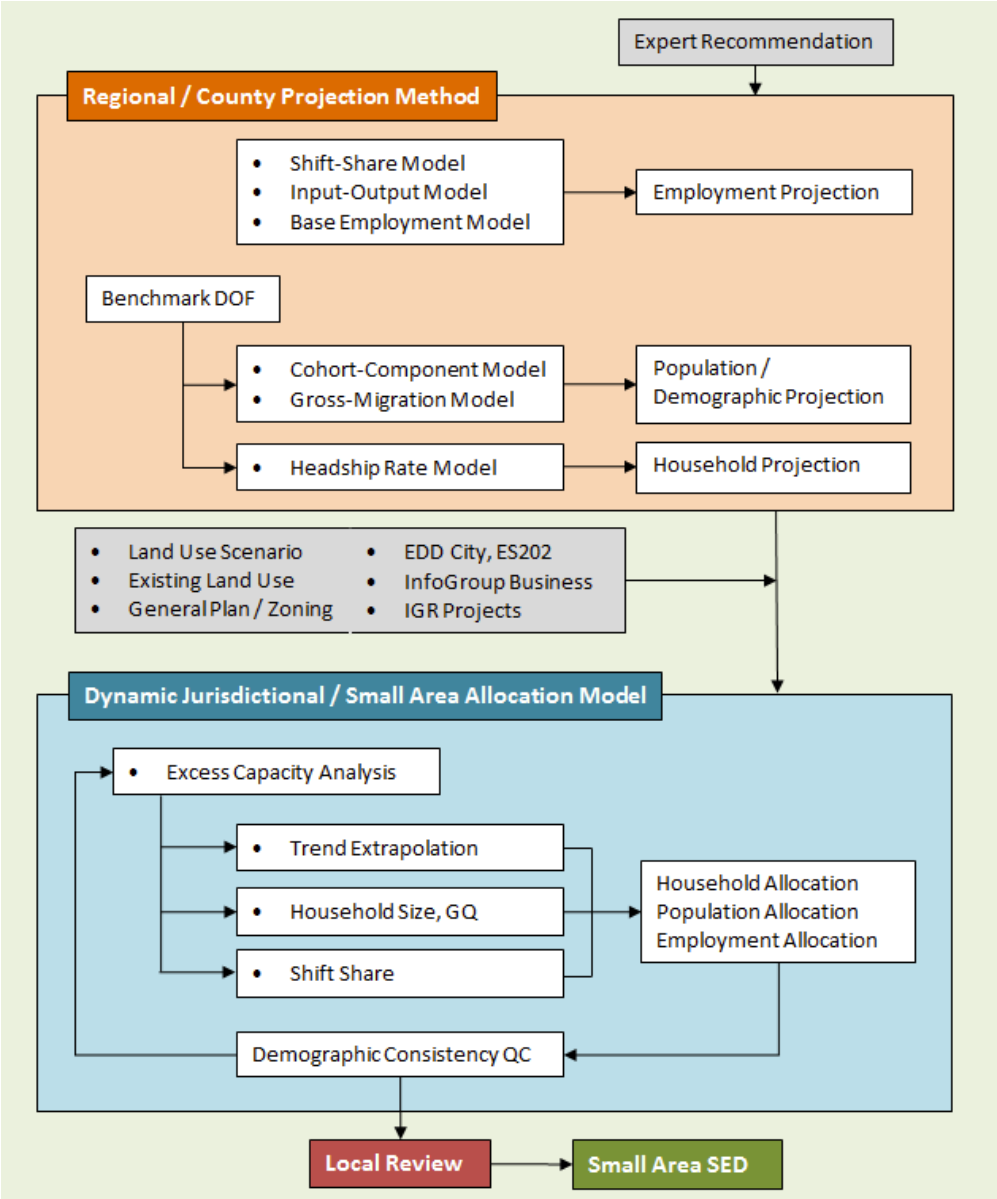 Expert Recommendation
Regional / County Projection Method
• Shift-Share Model
• Input-Output Model
• Base Employment Model
Employment Projection
Benchmark DOF
• Cohort-Component Model
• Gross-Migration Model
Population /
Demographic Projection
• Headship Rate Model
Household Projection
• Land Use Scenario
• Existing Land Use
• General Plan / Zoning
• EDD City, ES202
• InfoGroup Business
• IGR Projects
Dynamic Jurisdictional / Small Area Allocation Model
• Excess Capacity Analysis
• Trend Extrapolation
• Household Size, GQ
• Shift Share
Household Allocation
Population Allocation
Employment Allocation
Demographic Consistency QC
Local Review
Small Area SED